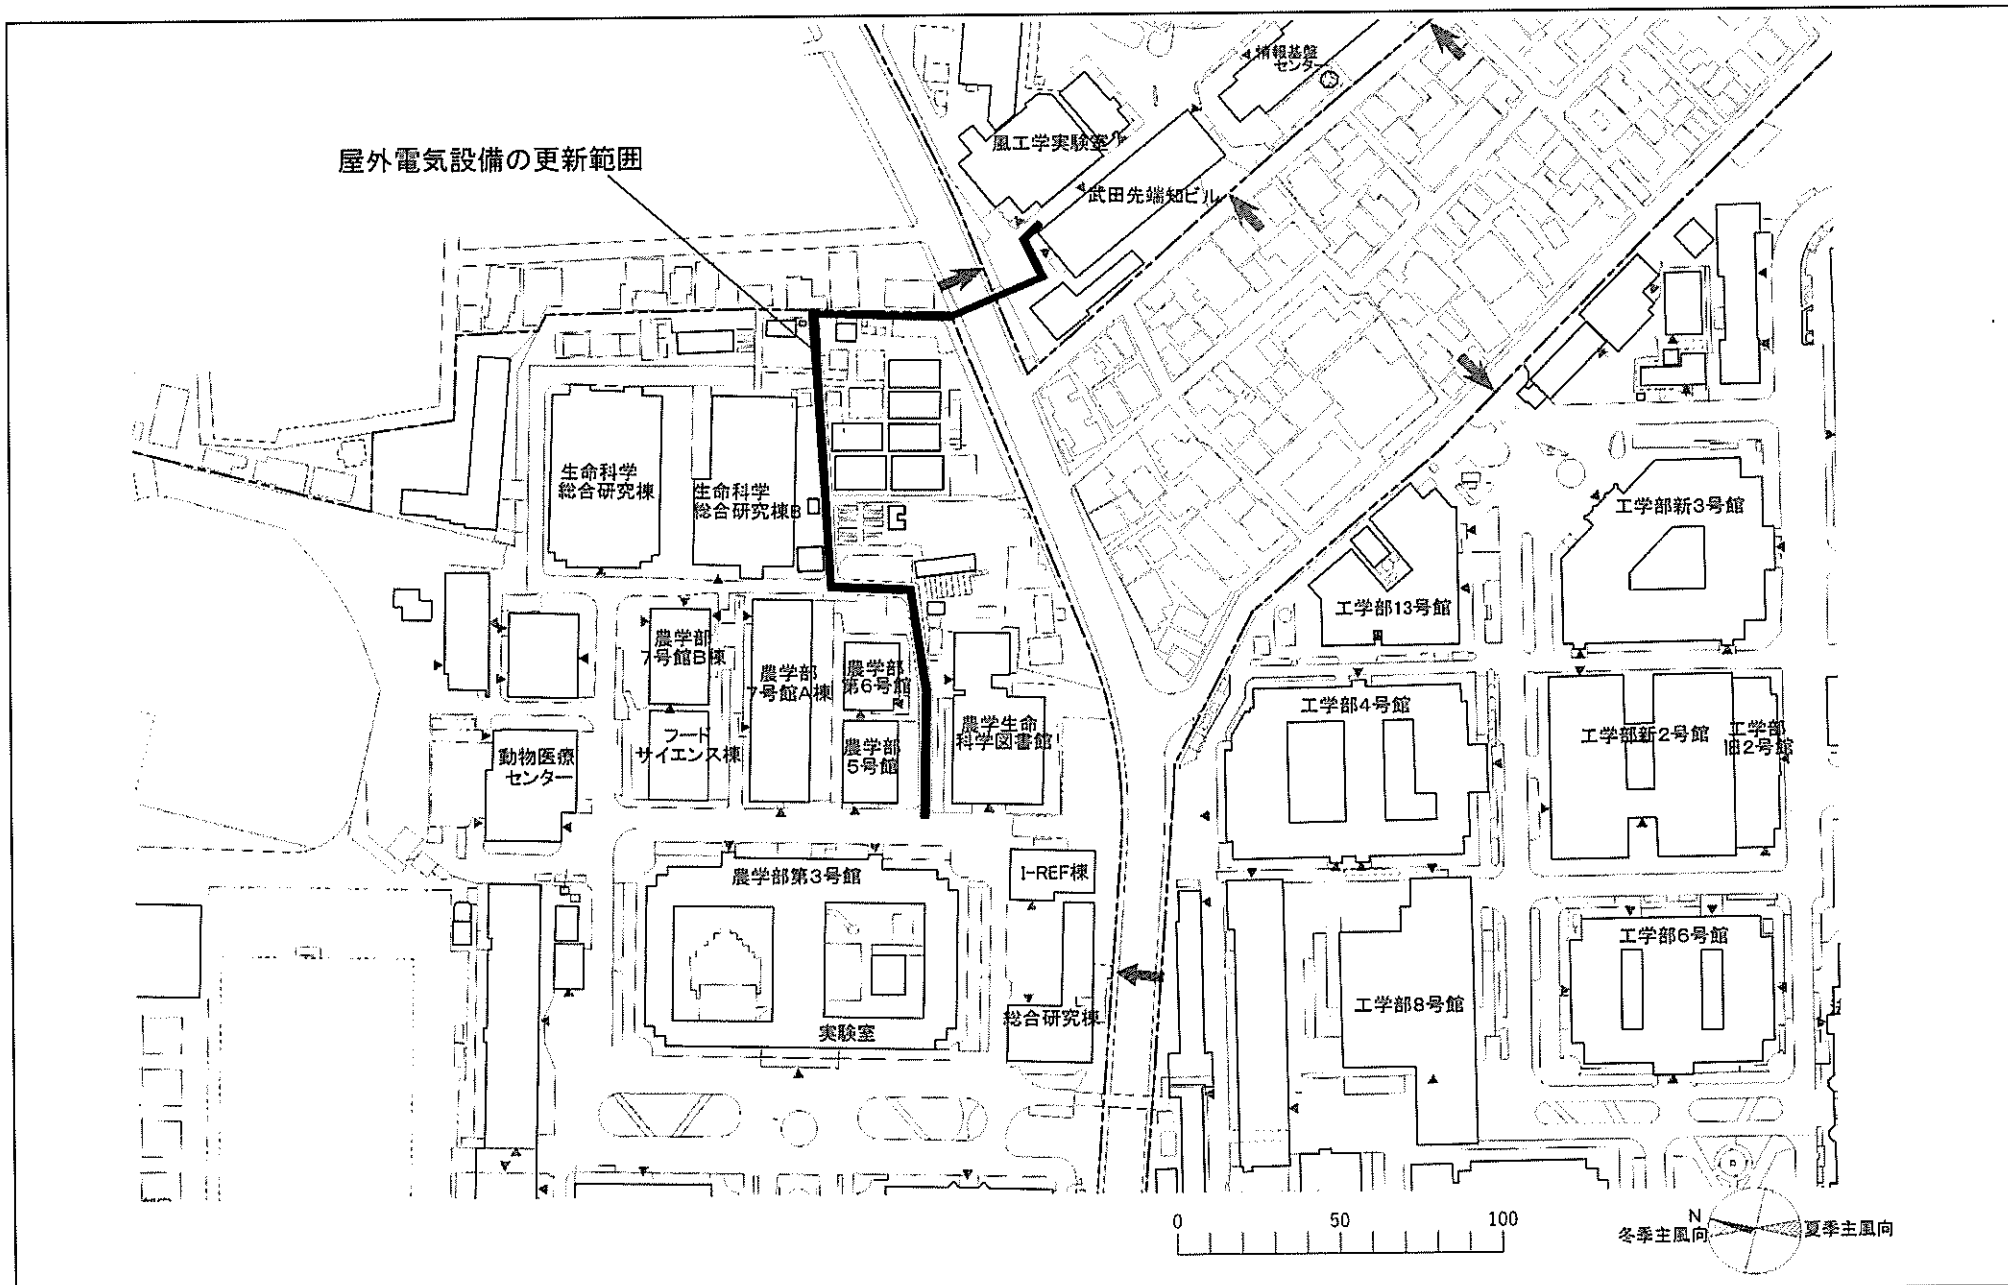 情報基盤
センター
屋外電気設備の更新範囲
風工学実験室
武田先端知ビル
生命科学
総合研究棟
生命科学
総合研究棟B
工学部新3号館
工学部13号館
農学部
7号館B棟
農学部
7号館A棟
農学部
第6号館
農学生命
科学図書館
工学部4号館
工学部新2号館
工学部
旧2号館
動物医療
センター
フード
サイエンス棟
農学部
5号館
農学部第3号館
I-REF棟
工学部6号館
実験室
総合研究棟
工学部8号館
0
50
100
N
冬季主風向
夏季主風向